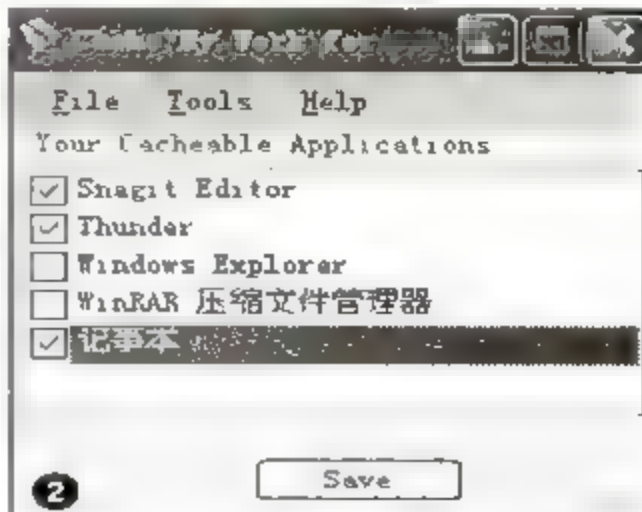 File Tools Help
Your Cacheable Applications
Snagit Editor
Thunder
Windows Explorer
WinRAR 压缩文件管理器
记事本
Save
2